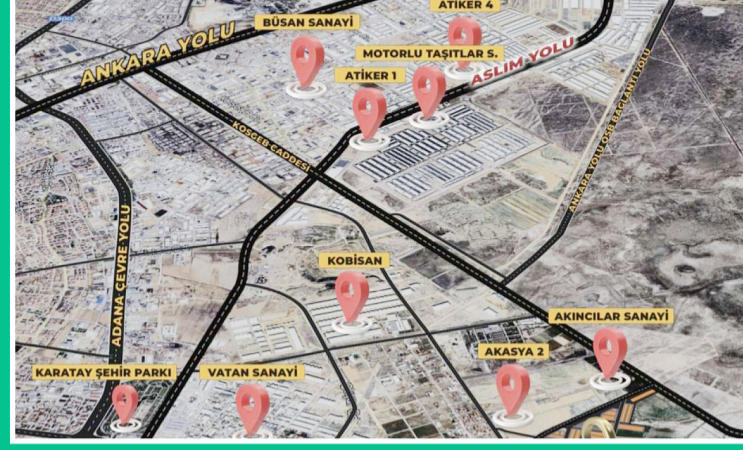 ATİKER 4
BÜSAN SANAYİ
ANKARA YOLU
MOTORLU TAŞITLAR S.
ASLIM YOLU
ATİKER 1
KOSGEB CADDESİ
ANKARA YOLU OSB BAĞLANTI YOLU
ADANA ÇEVRE YOLU
KOBİSAN
AKINCILAR SANAYİ
AKASYA 2
KARATAY ŞEHİR PARKI
VATAN SANAYİ